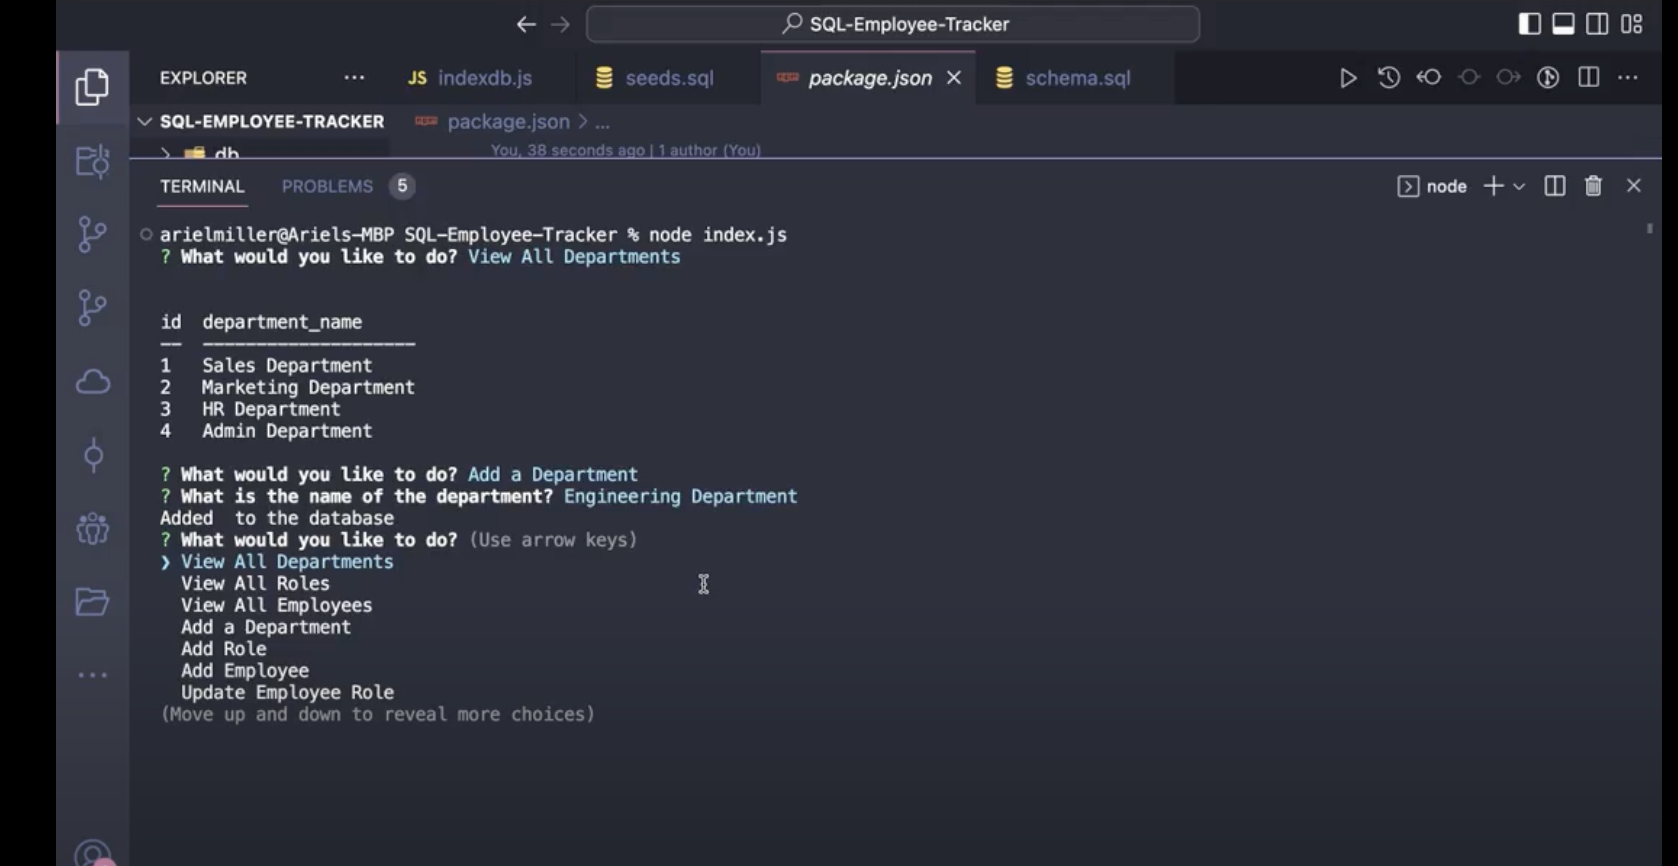 SQL-Employee-Tracker
EXPLORER
JS indexdb.js
seeds.sql
package.json
schema.sql
SQL-EMPLOYEE-TRACKER
package.json > ...
db
You, 38 seconds ago | 1 author (You)
TERMINAL
PROBLEMS 5
node
arielmiller@Ariels-MBP SQL-Employee-Tracker % node index.js
? What would you like to do? View All Departments
id department_name
-- --------------------
1 Sales Department
2 Marketing Department
3 HR Department
4 Admin Department
? What would you like to do? Add a Department
? What is the name of the department? Engineering Department
Added  to the database
? What would you like to do? (Use arrow keys)
❯ View All Departments
View All Roles
View All Employees
Add a Department
Add Role
Add Employee
Update Employee Role
(Move up and down to reveal more choices)